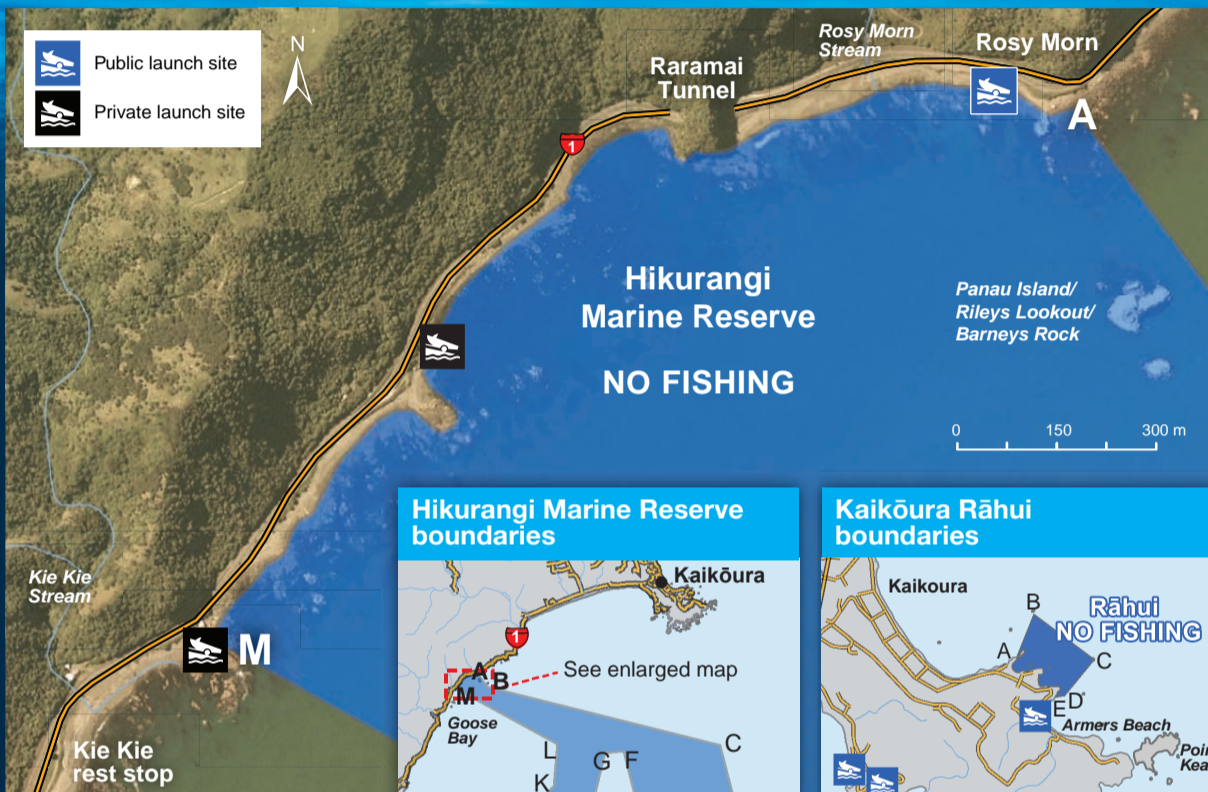 Public launch site
Private launch site
N
Raramai
Tunnel
Rosy Morn
Stream
Rosy Morn
A
1
Hikurangi
Marine Reserve
NO FISHING
Panau Island/
Rileys Lookout/
Barneys Rock
0 150 300 m
Kie Kie
Stream
M
Kie Kie
rest stop
Hikurangi Marine Reserve
boundaries
Kaikōura
1
See enlarged map
A
B
M
Goose
Bay
L
K
G
F
C
Kaikōura Rāhui
boundaries
Kaikoura
B
Rāhui
NO FISHING
A
C
D
E
Armers Beach